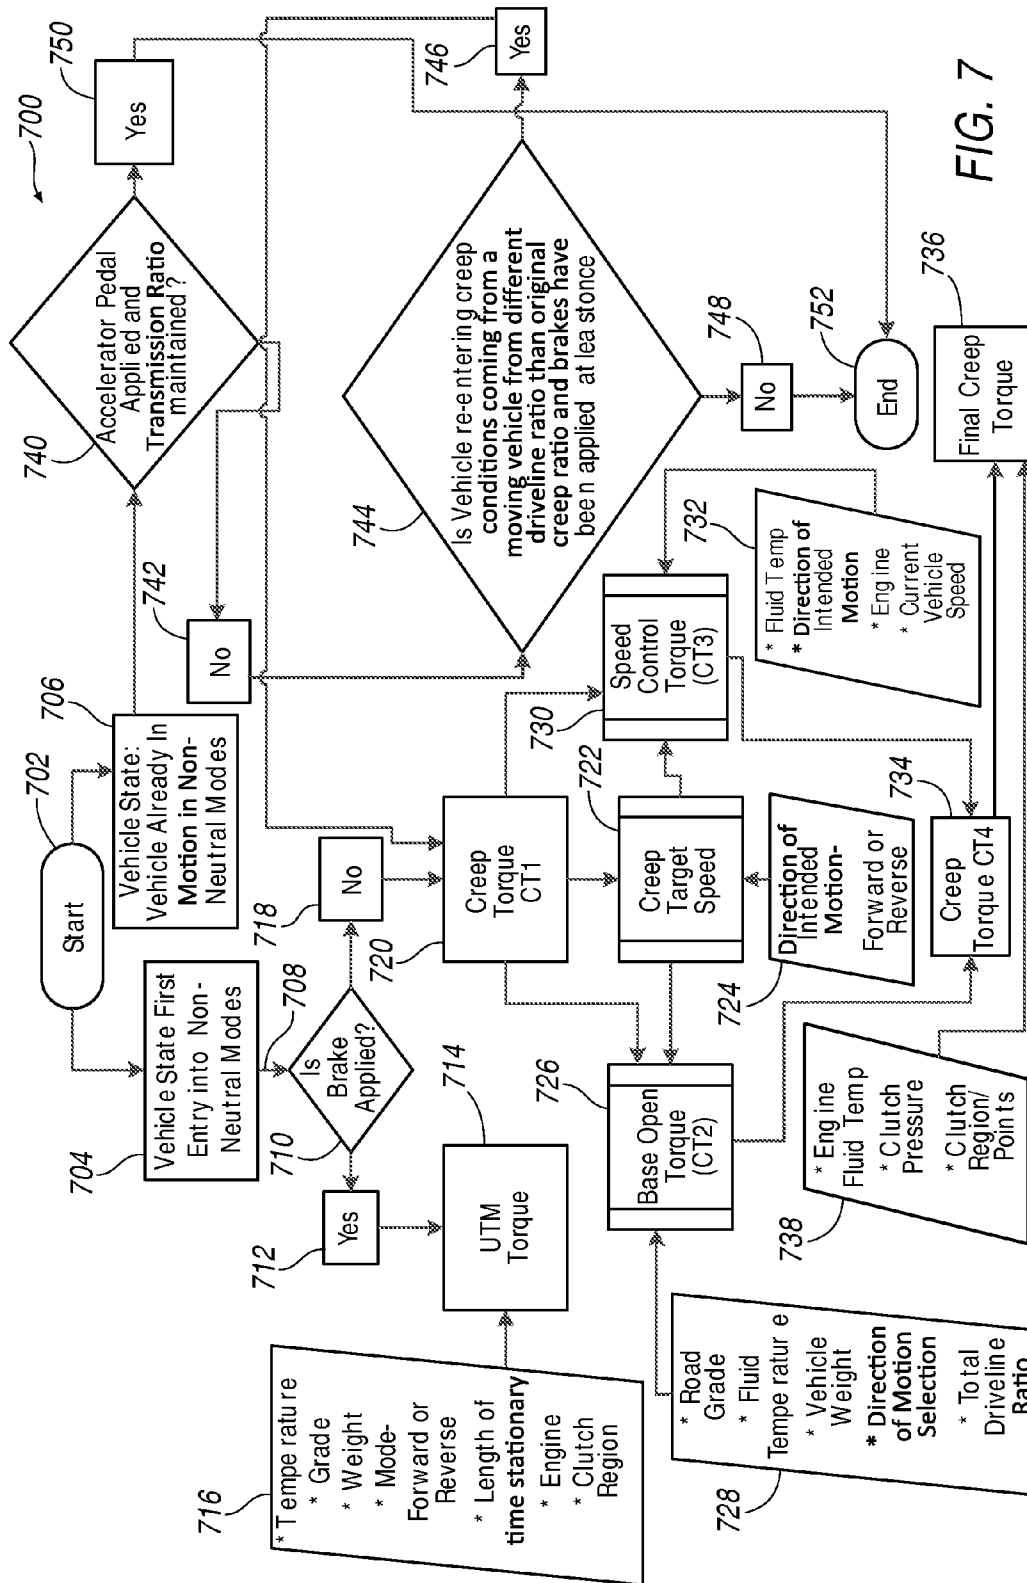 700
702
Start
704
Vehicle State First
Entry into Non-
Neutral Modes
706
Vehicle State:
Vehicle Already In
Motion in Non-
Neutral Modes
708
710
Is
Brake
Applied?
712
Yes
714
UTM
Torque
716
* Tempe rature
* Grade
* Weight
* Mode-
Forward or
Reverse
* Length of
time stationary
* Engine
* Clutch
Region
718
No
720
Creep
Torque
CT1
722
Creep
Target
Speed
724
Direction of
Intended
Motion-
Forward or
Reverse
726
Base Open
Torque
(CT2)
728
* Road
Grade
* Fluid
Tempe ratur e
* Vehicle
Weight
* Direction
of Motion
Selection
* Total
Driveline
Ratio
730
Speed
Control
Torque
(CT3)
732
* Fluid Temp
* Direction of
Intended
Motion
* Engine
* Current
Vehicle
Speed
734
Creep
Torque CT4
736
Final Creep
Torque
738
* Engine
Fluid Temp
* Clutch
Pressure
* Clutch
Region/
Points
740
Accelerator Pedal
Applied and
Transmission Ratio
maintained?
742
No
744
Is Vehicle re-entering creep
conditions coming from a
moving vehicle from different
driveline ratio than original
creep ratio and brakes have
been applied at lea stonce
746
Yes
748
No
750
Yes
752
End
FIG. 7